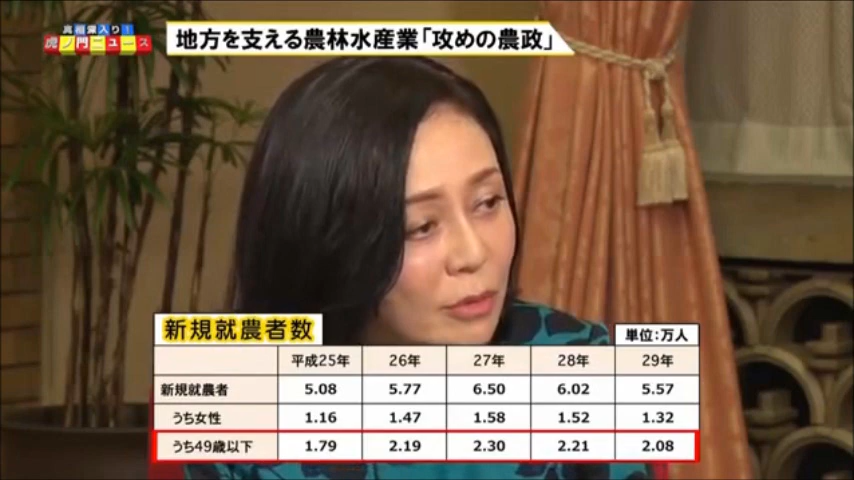 真相深入り!
虎ノ門ニュース
地方を支える農林水産業「攻めの農政」
新規就農者数
単位:万人
平成25年 26年 27年 28年 29年
新規就農者 5.08 5.77 6.50 6.02 5.57
うち女性 1.16 1.47 1.58 1.52 1.32
うち49歳以下 1.79 2.19 2.30 2.21 2.08